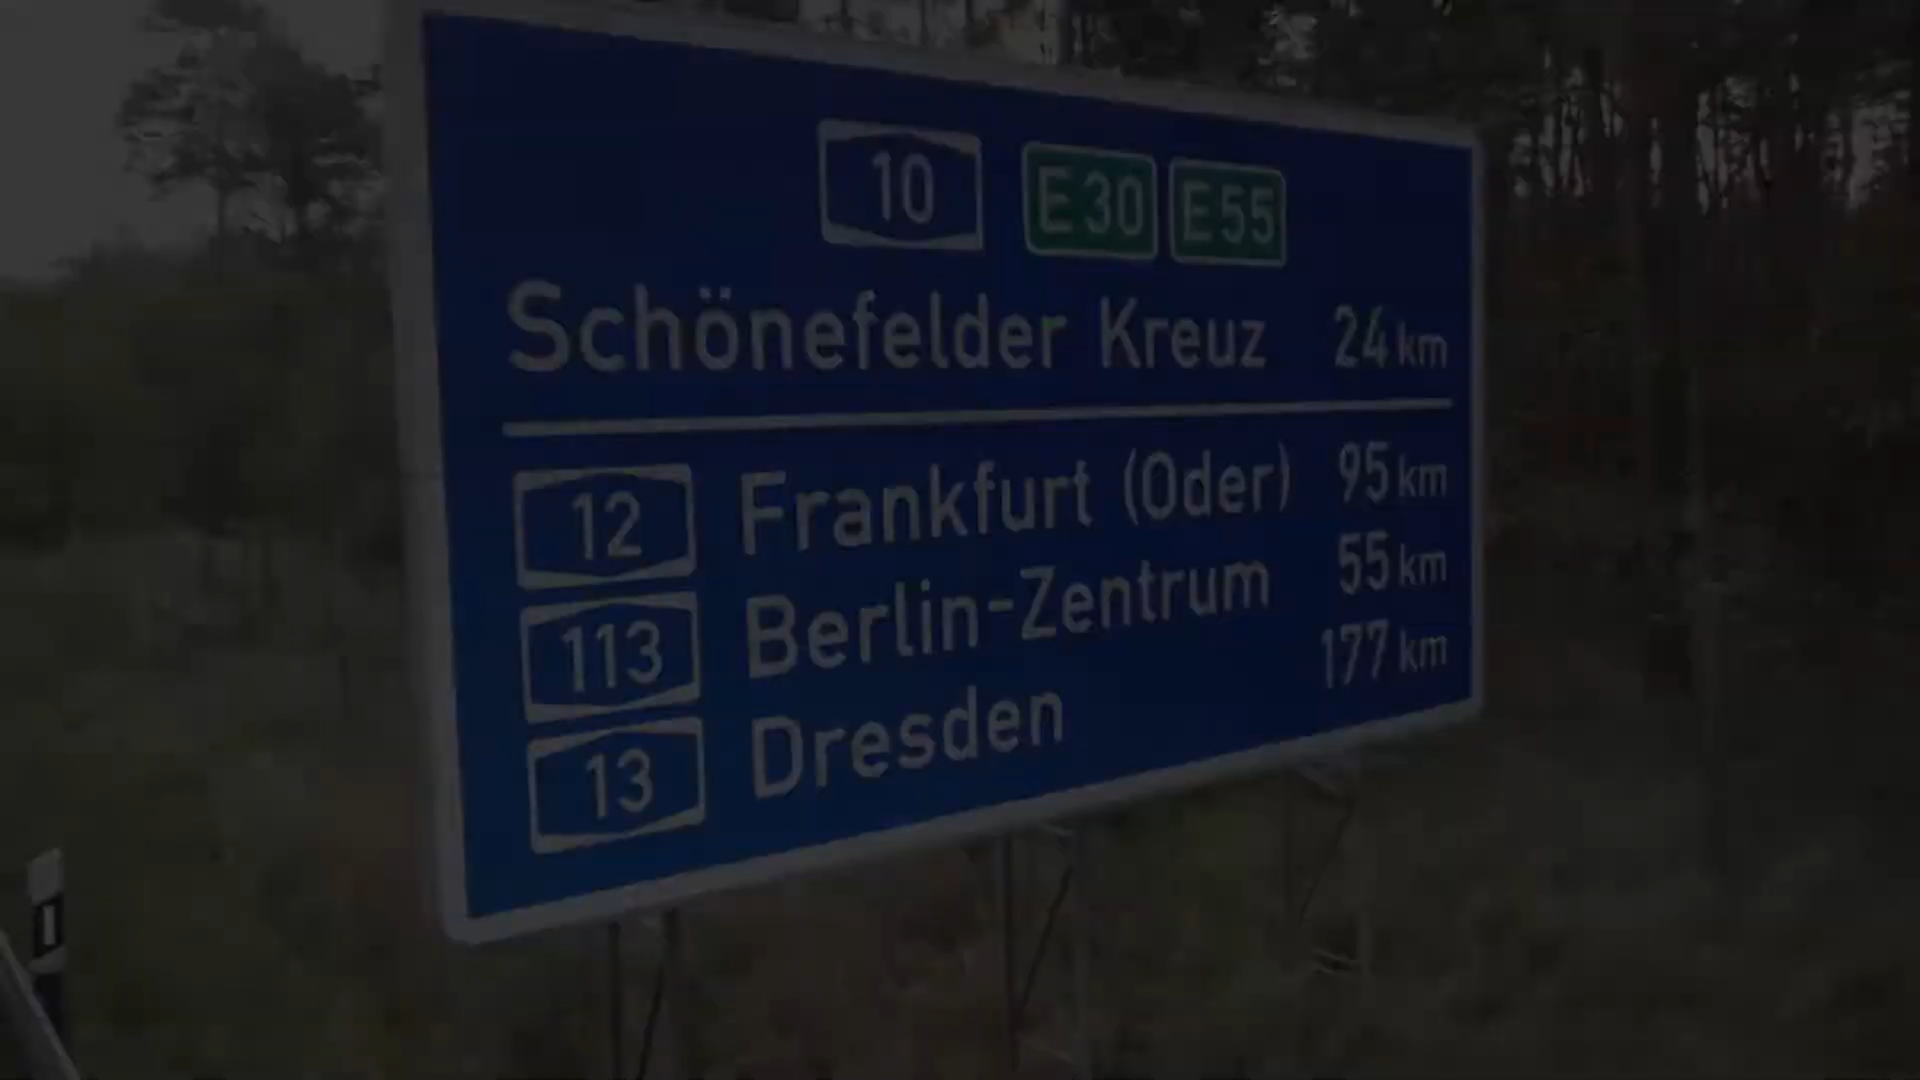 10 E30 E55
Schönefelder Kreuz 24 km
12 Frankfurt (Oder) 95 km
113 Berlin-Zentrum 55 km
13 Dresden 177 km